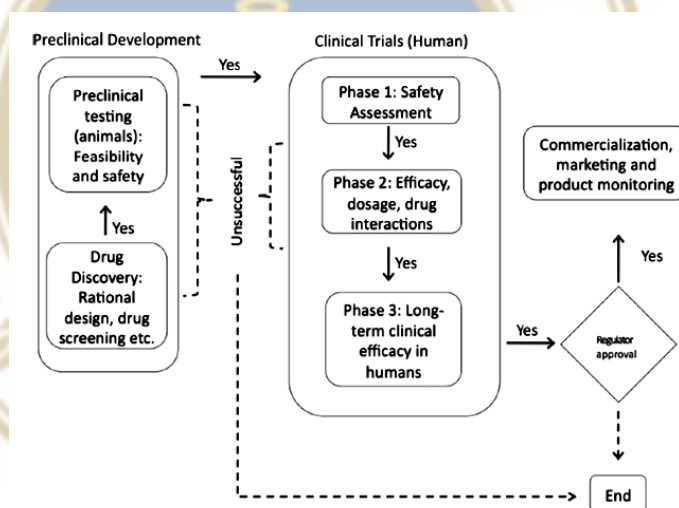 Preclinical Development
Yes
Preclinical
testing
(animals):
Feasibility
and safety
Yes
Drug
Discovery:
Rational
design, drug
screening etc.
Unsuccessful
Clinical Trials (Human)
Phase 1: Safety
Assessment
Yes
Phase 2: Efficacy,
dosage, drug
interactions
Yes
Phase 3: Long-
term clinical
efficacy in
humans
Yes
Commercialization,
marketing and
product monitoring
Yes
Regulator
approval
End